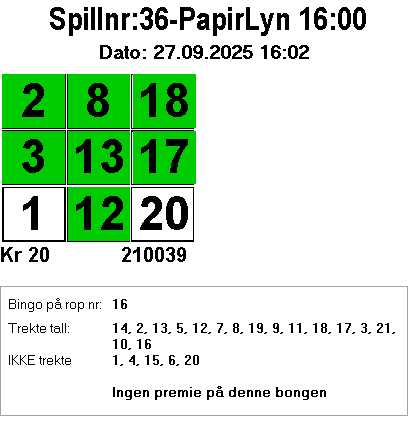 Spillnr:36-PapirLyn 16:00
Dato: 27.09.2025 16:02
2 8 18
3 13 17
1 12 20
Kr 20 210039
Bingo på rop nr: 16
Trekte tall: 14, 2, 13, 5, 12, 7, 8, 19, 9, 11, 18, 17, 3, 21,
10, 16
IKKE trekte 1, 4, 15, 6, 20
Ingen premie på denne bongen